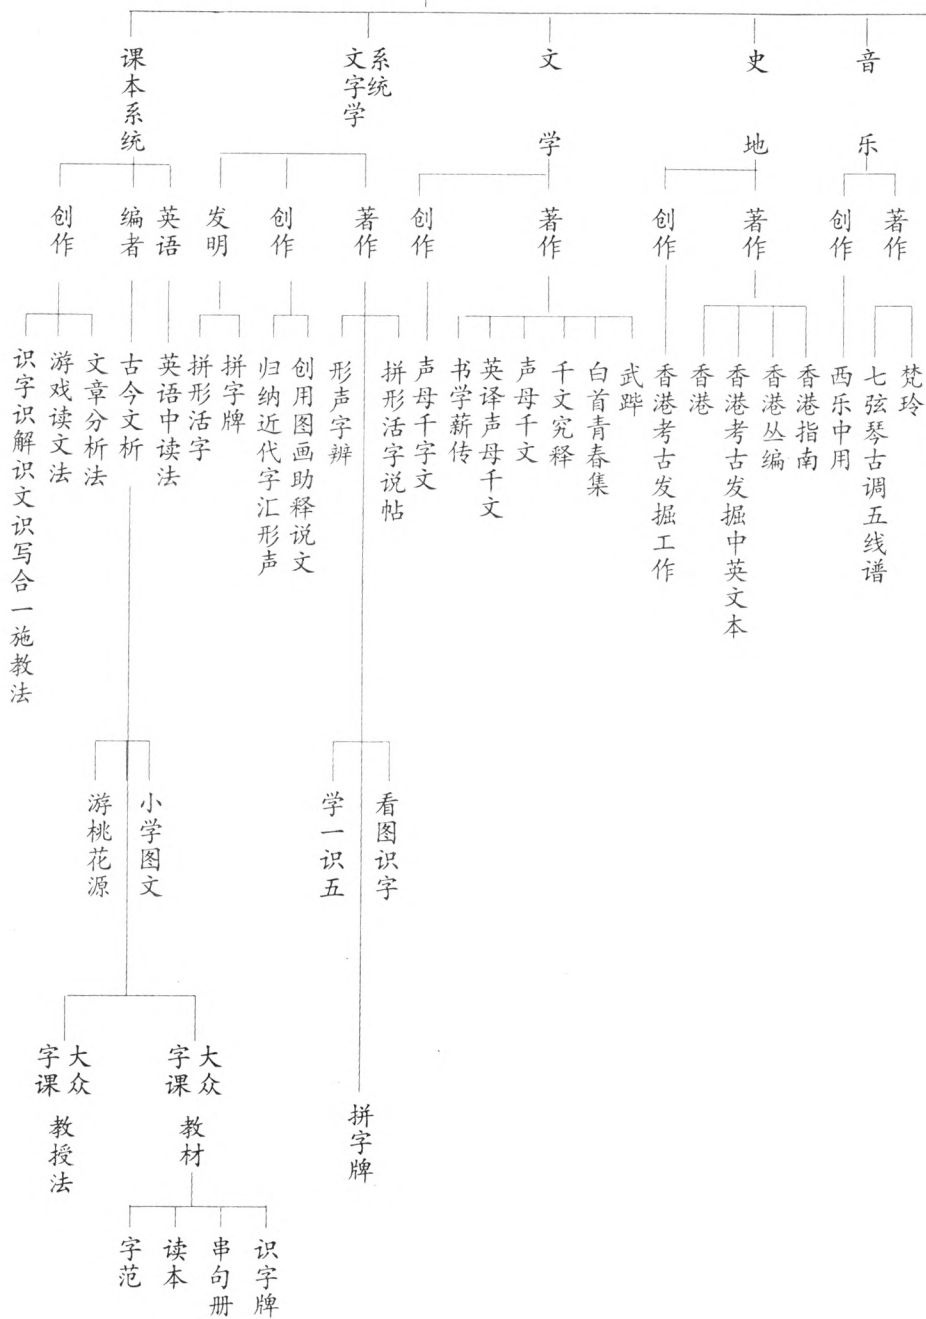 课本系统
文字学系统
文学
史地
音乐
创作
编者
英语
发明
创作
著作
创作
著作
创作
著作
创作
著作
识字识解识文识写合一施教法
游戏读文法
文章分析法
古今文析
英语中读法
拼形活字
拼字牌
归纳近代字汇形声
创用图画助释说文
形声字辨
拼形活字说帖
声母千字文
书学薪传
英译声母千文
声母千文
千文究释
白首青春集
武跸
香港考古发掘工作
香港
香港考古发掘中英文本
香港丛编
香港指南
西乐中用
七弦琴古调五线谱
梵玲
游桃花源
小学图文
学一识五
看图识字
大众字课教授法
大众字课教材
拼字牌
字范
读本
串句册
识字牌